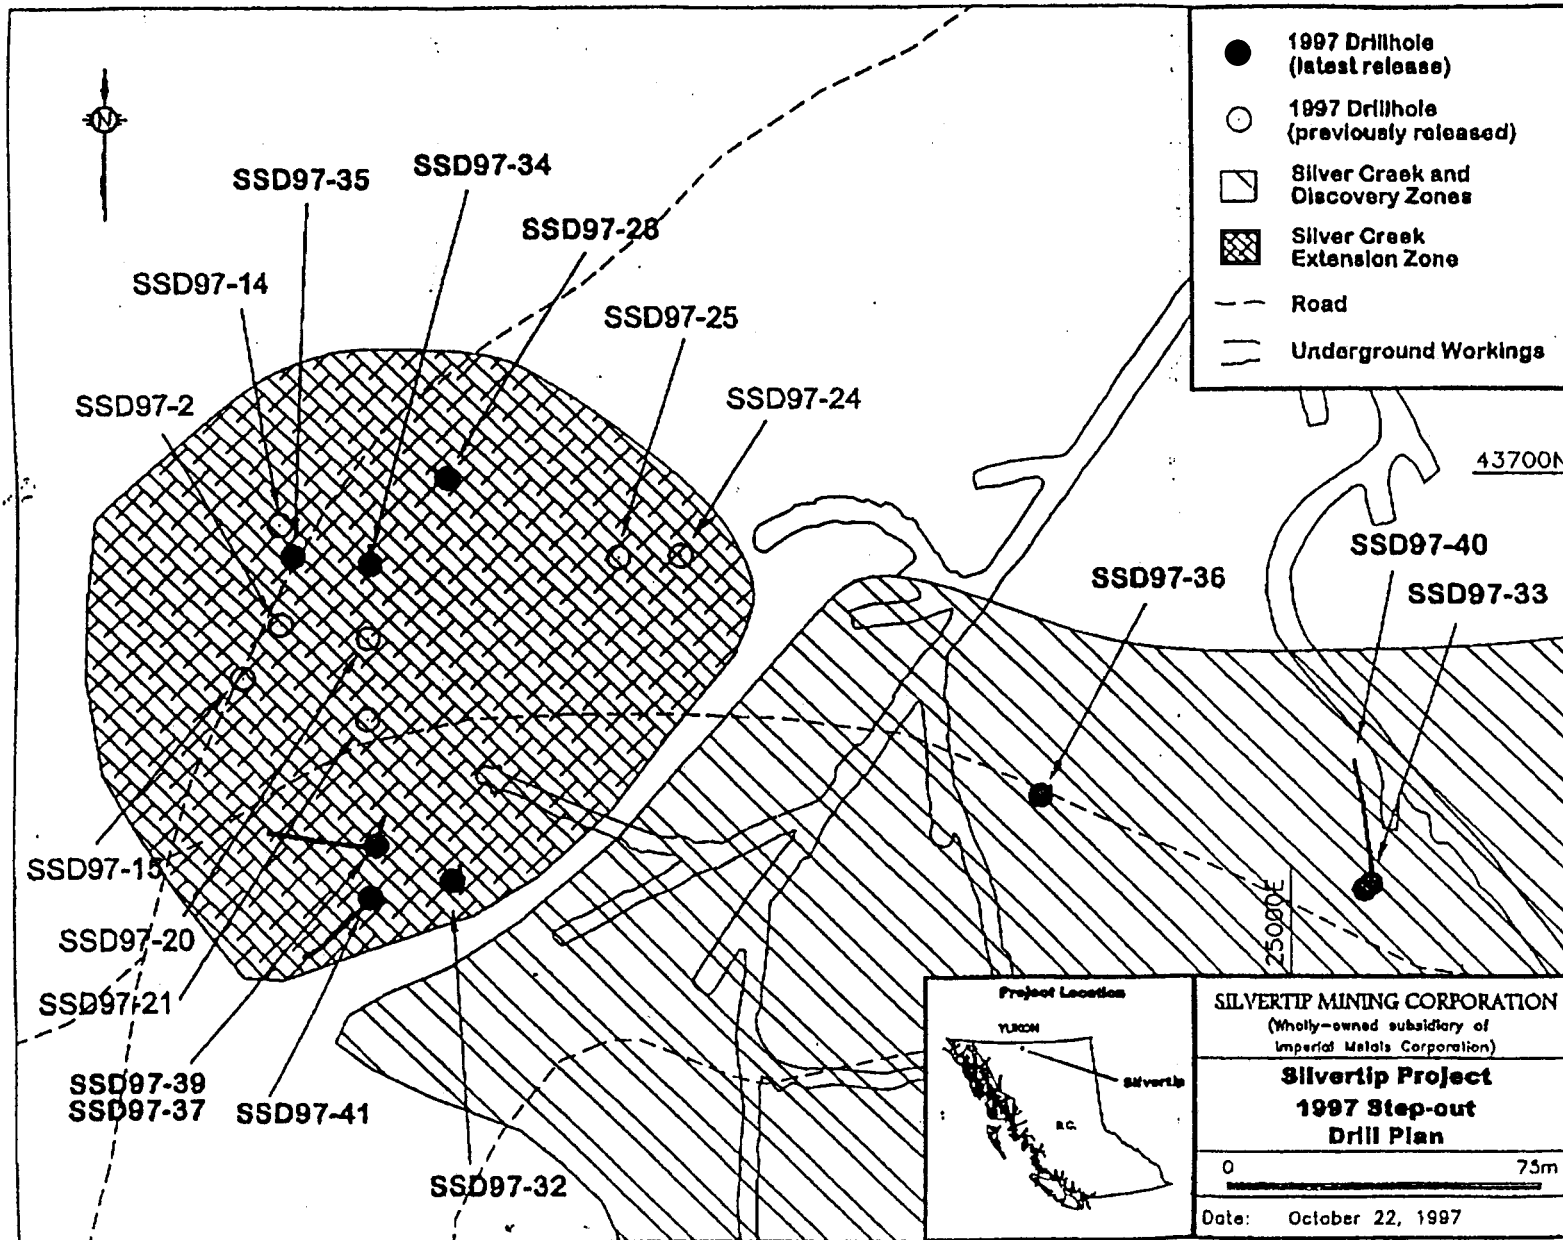 1997 Drillhole
(latest release)
1997 Drillhole
(previously released)
Silver Creek and
Discovery Zones
Silver Creek
Extension Zone
Road
Underground Workings
N
SSD97-35
SSD97-34
SSD97-28
SSD97-14
SSD97-25
SSD97-2
SSD97-24
43700N
SSD97-40
SSD97-36
SSD97-33
SSD97-15
SSD97-20
25000E
SSD97-21
SSD97-39
SSD97-37
SSD97-41
SSD97-32
Project Location
YUKON
Silvertip
B.C.
SILVERTIP MINING CORPORATION
(Wholly-owned subsidiary of
Imperial Metals Corporation)
Silvertip Project
1997 Step-out
Drill Plan
0 75m
Date: October 22, 1997